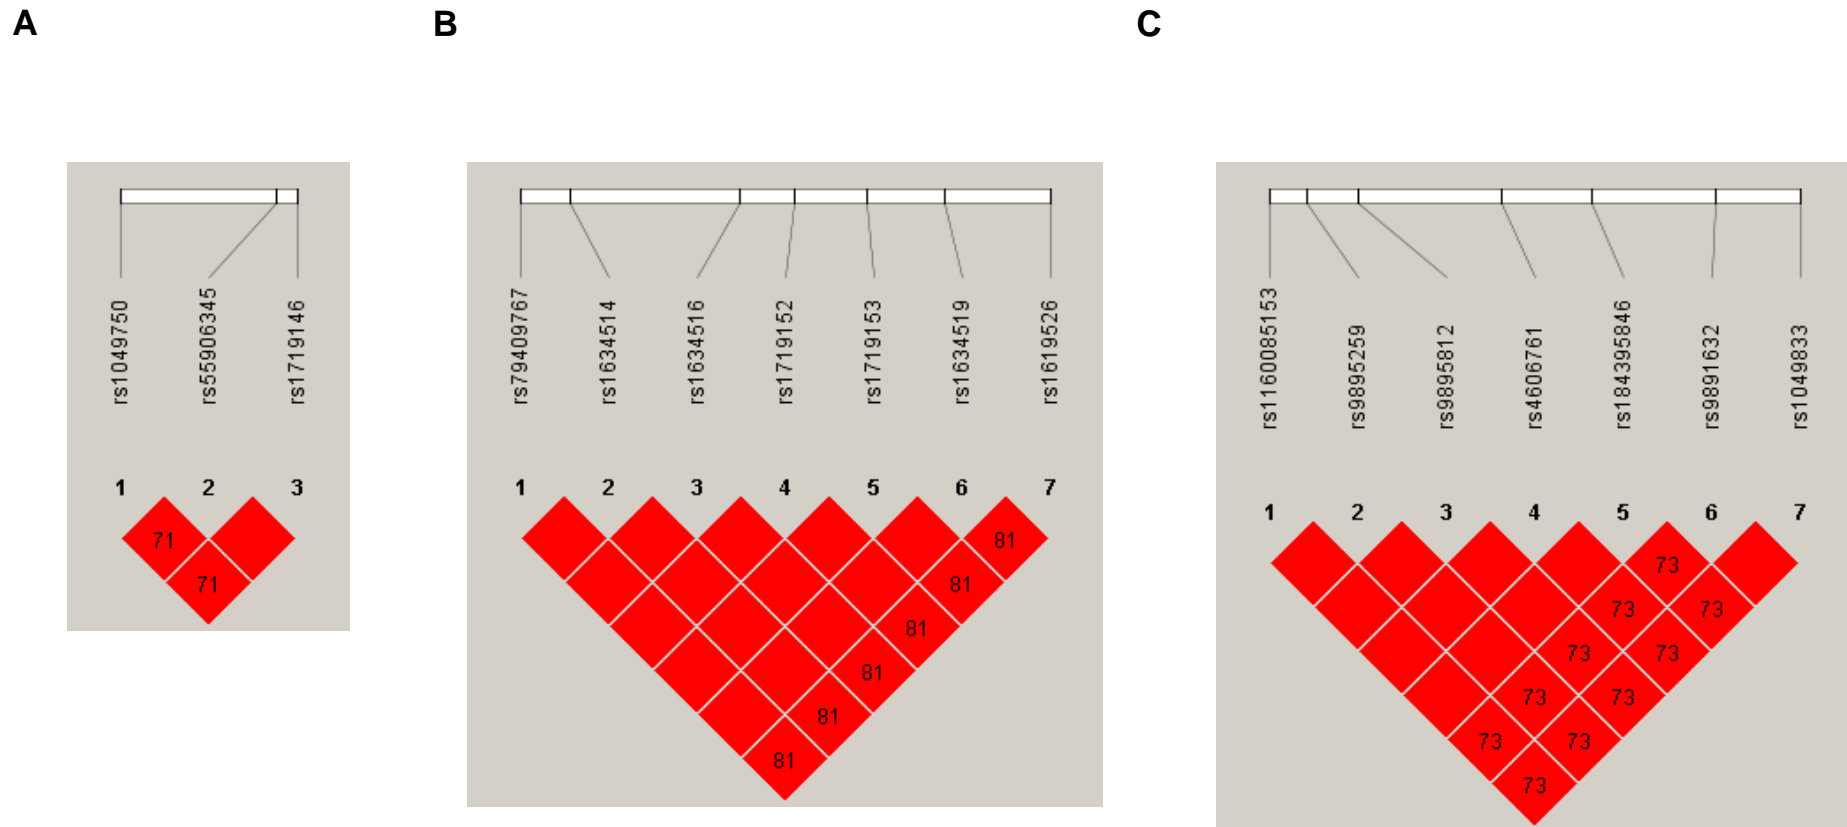 A
B
C
rs1049750
rs55906345
rs1719146
1 2 3
71
71
rs79409767
rs1634514
rs1634516
rs1719152
rs1719153
rs1634519
rs1619526
1 2 3 4 5 6 7
81
81
81
81
81
81
rs1160085153
rs9895259
rs9895812
rs4606761
rs184395846
rs9891632
rs1049833
1 2 3 4 5 6 7
73
73 73
73 73
73 73
73 73
73